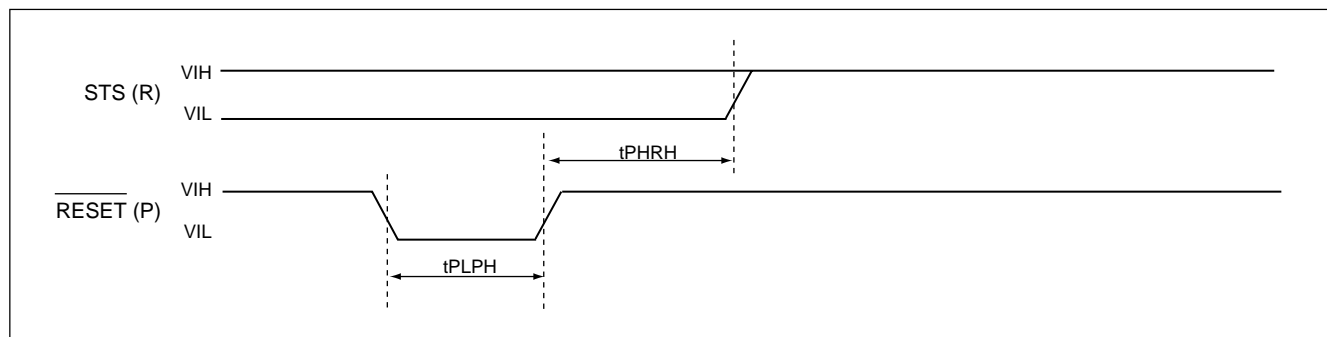 VIH
STS (R)
VIL
tPHRH
VIH
RESET (P)
VIL
tPLPH